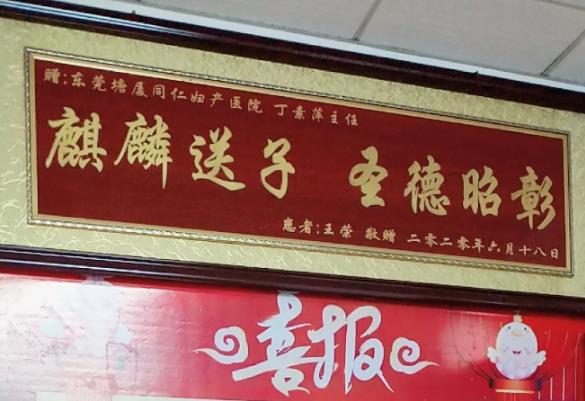 赠:东莞塘厦同仁妇产医院 丁素萍主任
麒麟送子 圣德昭彰
患者:王荣 敬赠 二零二零年六月十八日
喜报